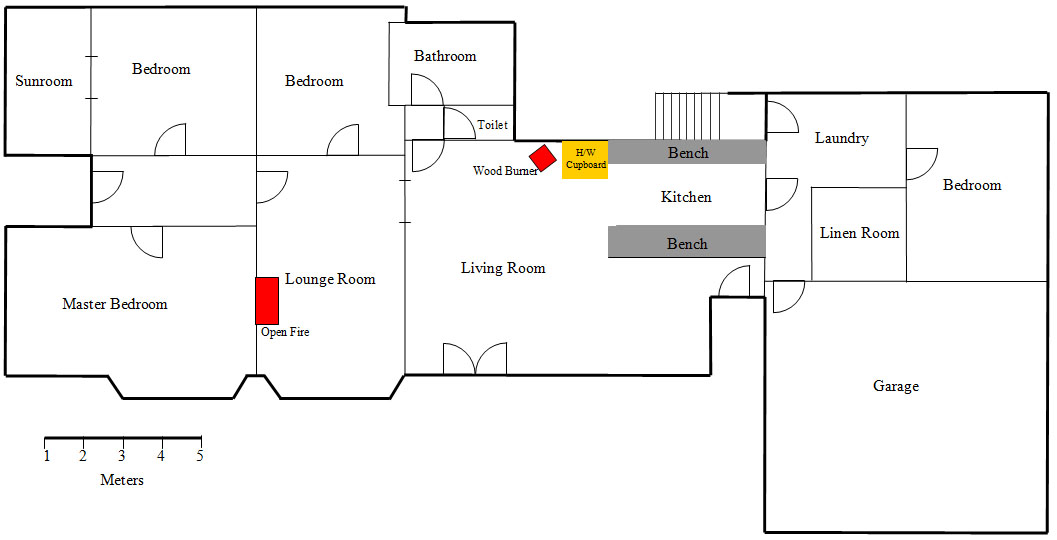 Bathroom
Bedroom
Sunroom
Bedroom
Toilet
Laundry
H/W
Cupboard
Bench
Wood Burner
Bedroom
Kitchen
Linen Room
Bench
Living Room
Lounge Room
Master Bedroom
Open Fire
Garage
1 2 3 4 5
Meters